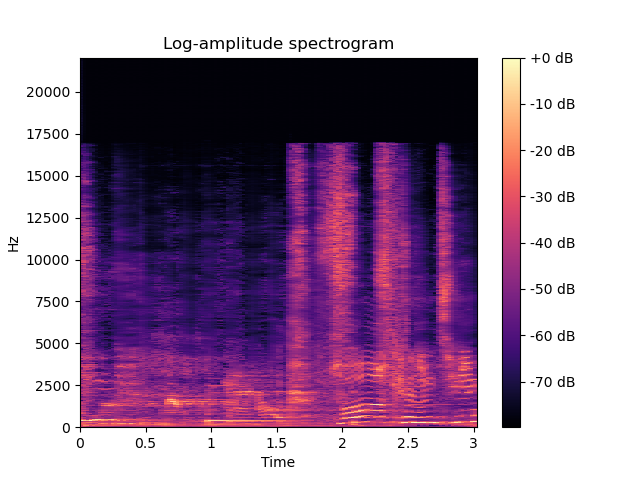 Log-amplitude spectrogram
Hz
20000
17500
15000
12500
10000
7500
5000
2500
0
0 0.5 1 1.5 2 2.5 3
Time
+0 dB
-10 dB
-20 dB
-30 dB
-40 dB
-50 dB
-60 dB
-70 dB